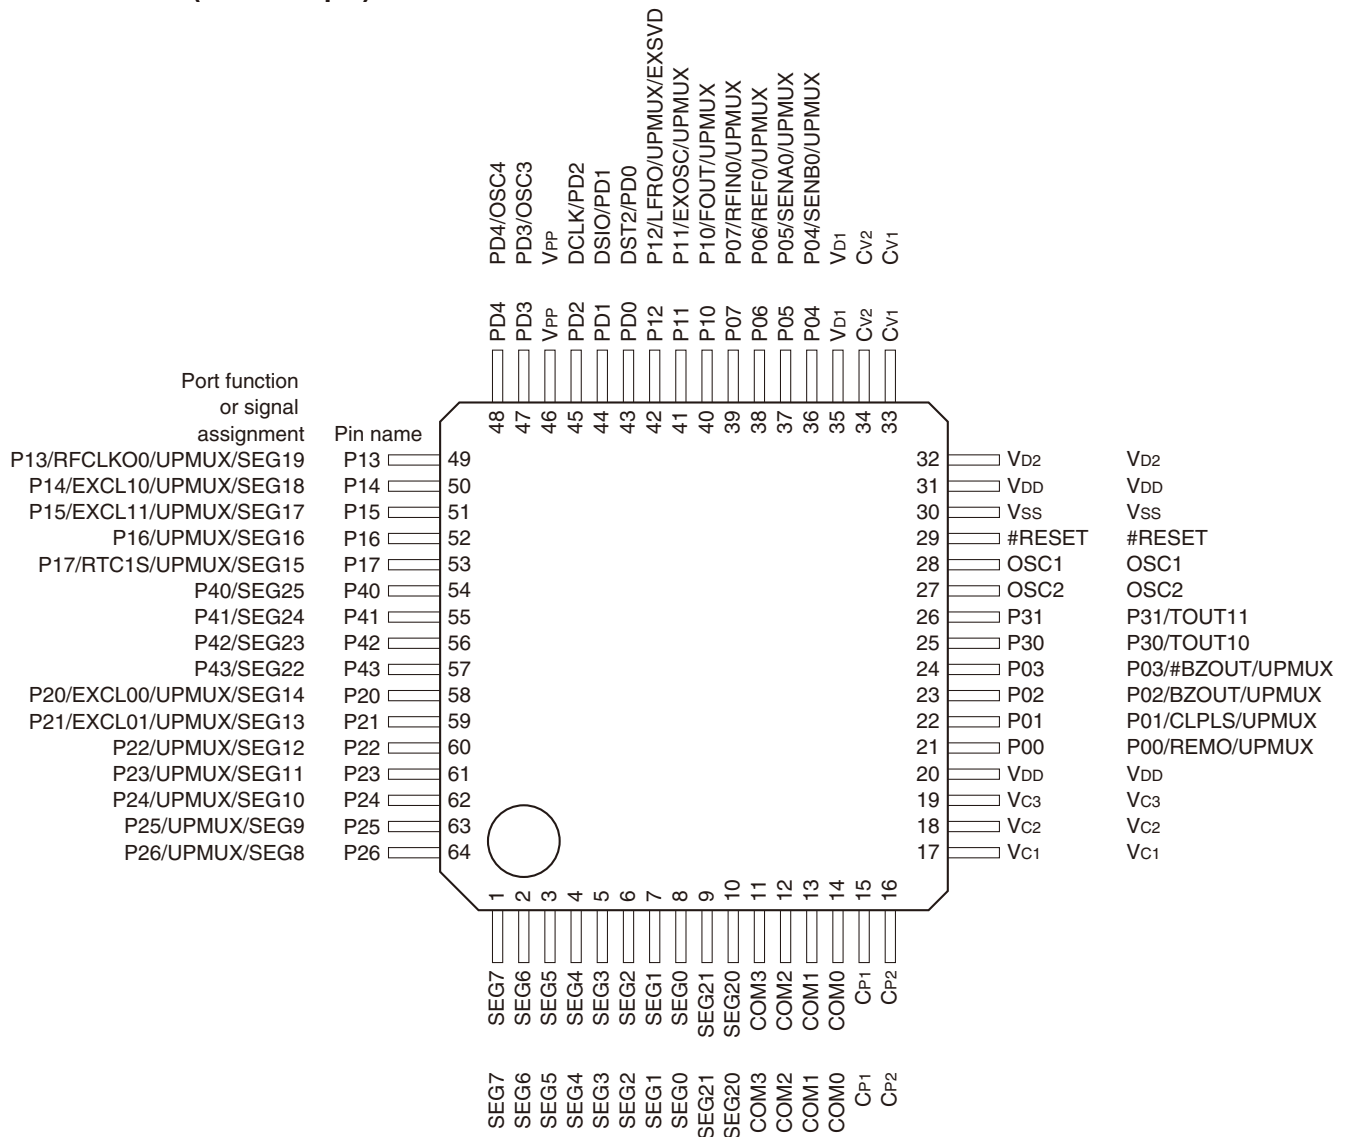 PD4/OSC4
PD3/OSC3
VPP
DCLK/PD2
DSIO/PD1
DST2/PD0
P12/LFRO/UPMUX/EXSVD
P11/EXOSC/UPMUX
P10/FOUT/UPMUX
P07/RFIN0/UPMUX
P06/REF0/UPMUX
P05/SENA0/UPMUX
P04/SENB0/UPMUX
VD1
CV2
CV1
PD4
PD3
VPP
PD2
PD1
PD0
P12
P11
P10
P07
P06
P05
P04
VD1
CV2
CV1
48
47
46
45
44
43
42
41
40
39
38
37
36
35
34
33
Port function
or signal
assignment Pin name
P13/RFCLKO0/UPMUX/SEG19 P13 49
P14/EXCL10/UPMUX/SEG18 P14 50
P15/EXCL11/UPMUX/SEG17 P15 51
P16/UPMUX/SEG16 P16 52
P17/RTC1S/UPMUX/SEG15 P17 53
P40/SEG25 P40 54
P41/SEG24 P41 55
P42/SEG23 P42 56
P43/SEG22 P43 57
P20/EXCL00/UPMUX/SEG14 P20 58
P21/EXCL01/UPMUX/SEG13 P21 59
P22/UPMUX/SEG12 P22 60
P23/UPMUX/SEG11 P23 61
P24/UPMUX/SEG10 P24 62
P25/UPMUX/SEG9 P25 63
P26/UPMUX/SEG8 P26 64
32 VD2 VD2
31 VDD VDD
30 VSS VSS
29 #RESET #RESET
28 OSC1 OSC1
27 OSC2 OSC2
26 P31 P31/TOUT11
25 P30 P30/TOUT10
24 P03 P03/#BZOUT/UPMUX
23 P02 P02/BZOUT/UPMUX
22 P01 P01/CLPLS/UPMUX
21 P00 P00/REMO/UPMUX
20 VDD VDD
19 VC3 VC3
18 VC2 VC2
17 VC1 VC1
1
2
3
4
5
6
7
8
9
10
11
12
13
14
15
16
SEG7
SEG6
SEG5
SEG4
SEG3
SEG2
SEG1
SEG0
SEG21
SEG20
COM3
COM2
COM1
COM0
CP1
CP2
SEG7
SEG6
SEG5
SEG4
SEG3
SEG2
SEG1
SEG0
SEG21
SEG20
COM3
COM2
COM1
COM0
CP1
CP2